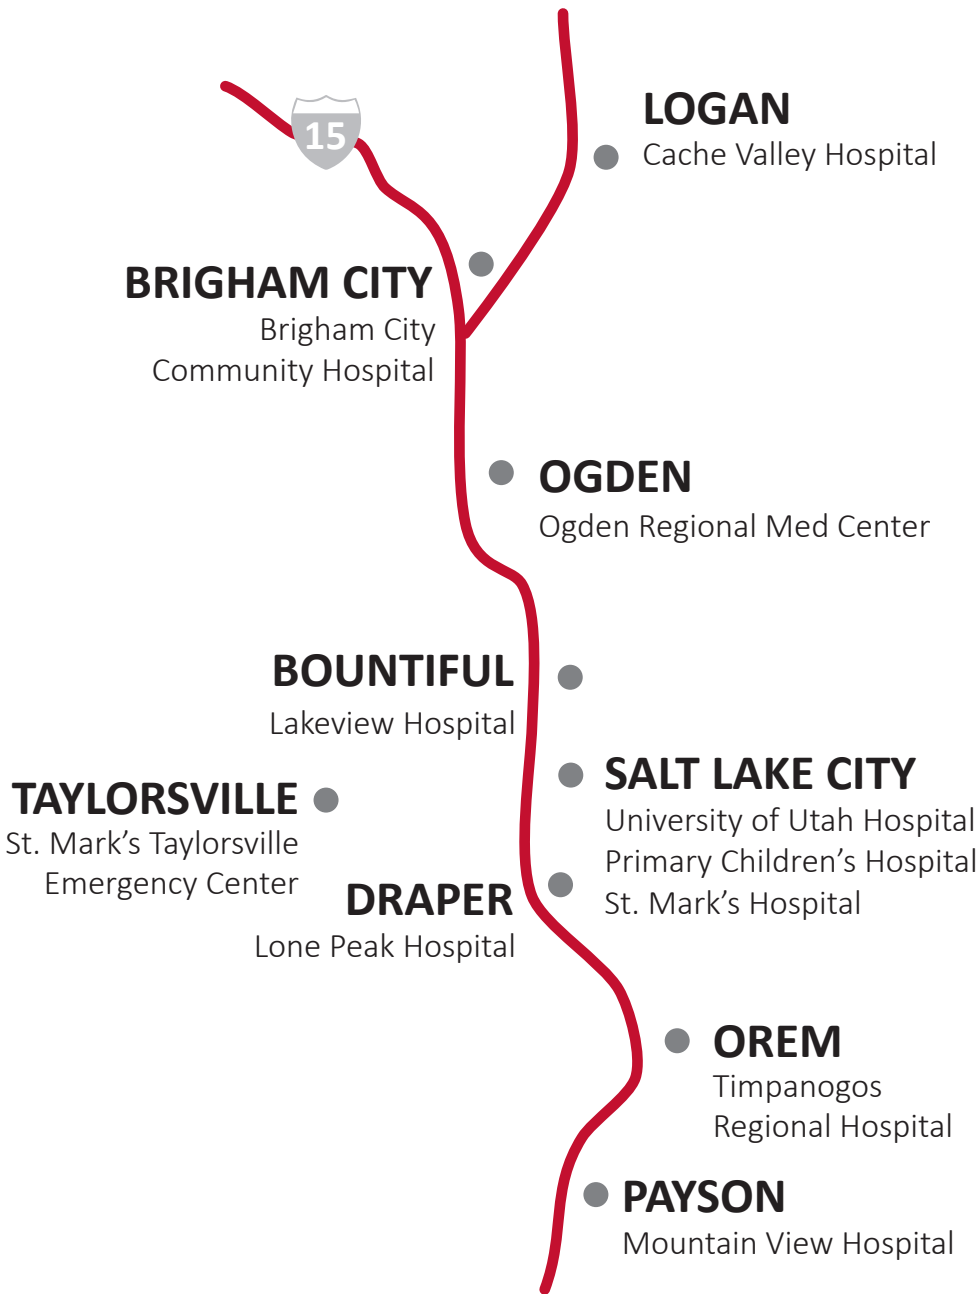 15
LOGAN
Cache Valley Hospital
BRIGHAM CITY
Brigham City
Community Hospital
OGDEN
Ogden Regional Med Center
BOUNTIFUL
Lakeview Hospital
SALT LAKE CITY
University of Utah Hospital
Primary Children’s Hospital
St. Mark’s Hospital
TAYLORSVILLE
St. Mark’s Taylorsville
Emergency Center
DRAPER
Lone Peak Hospital
OREM
Timpanogos
Regional Hospital
PAYSON
Mountain View Hospital